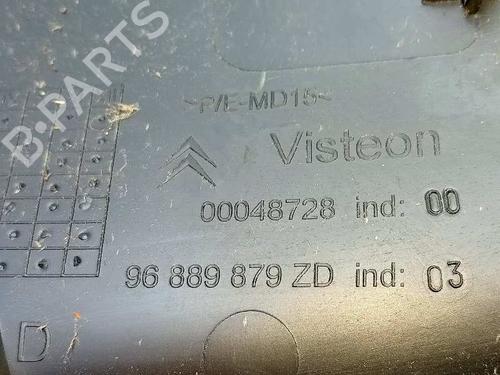 B-PARTS
>P/E-MD15<
Visteon
00048728 ind: 00
96 889 879 ZD ind: 03
D